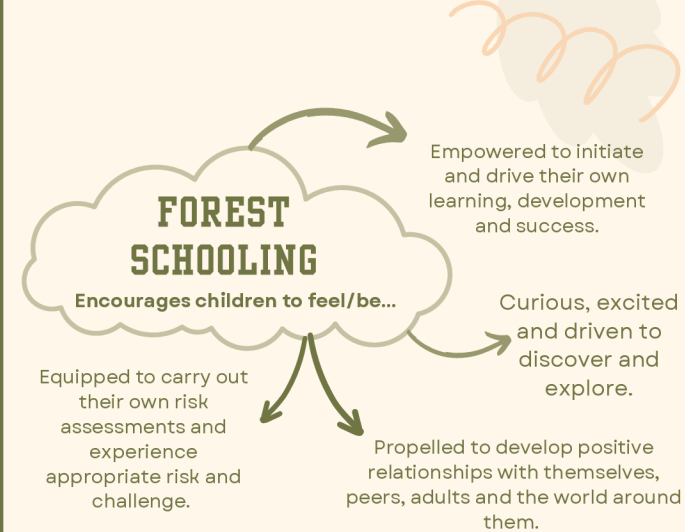 FOREST
SCHOOLING
Encourages children to feel/be...
Empowered to initiate
and drive their own
learning, development
and success.
Curious, excited
and driven to
discover and
explore.
Equipped to carry out
their own risk
assessments and
experience
appropriate risk and
challenge.
Propelled to develop positive
relationships with themselves,
peers, adults and the world around
them.